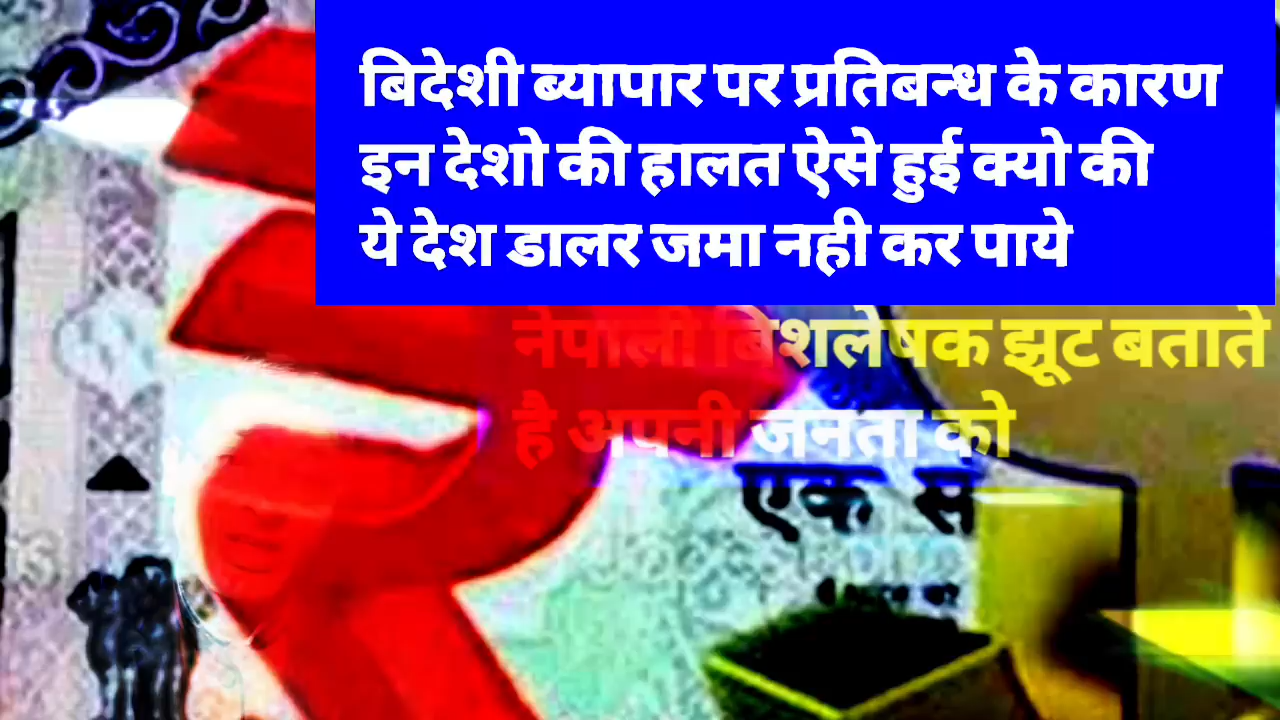 बिदेशी ब्यापार पर प्रतिबन्ध के कारण
इन देशो की हालत ऐसे हुई क्यो की
ये देश डालर जमा नही कर पाये
नेपाली बिशलेषक झूट बताते
है अपनी जनता को
एक स